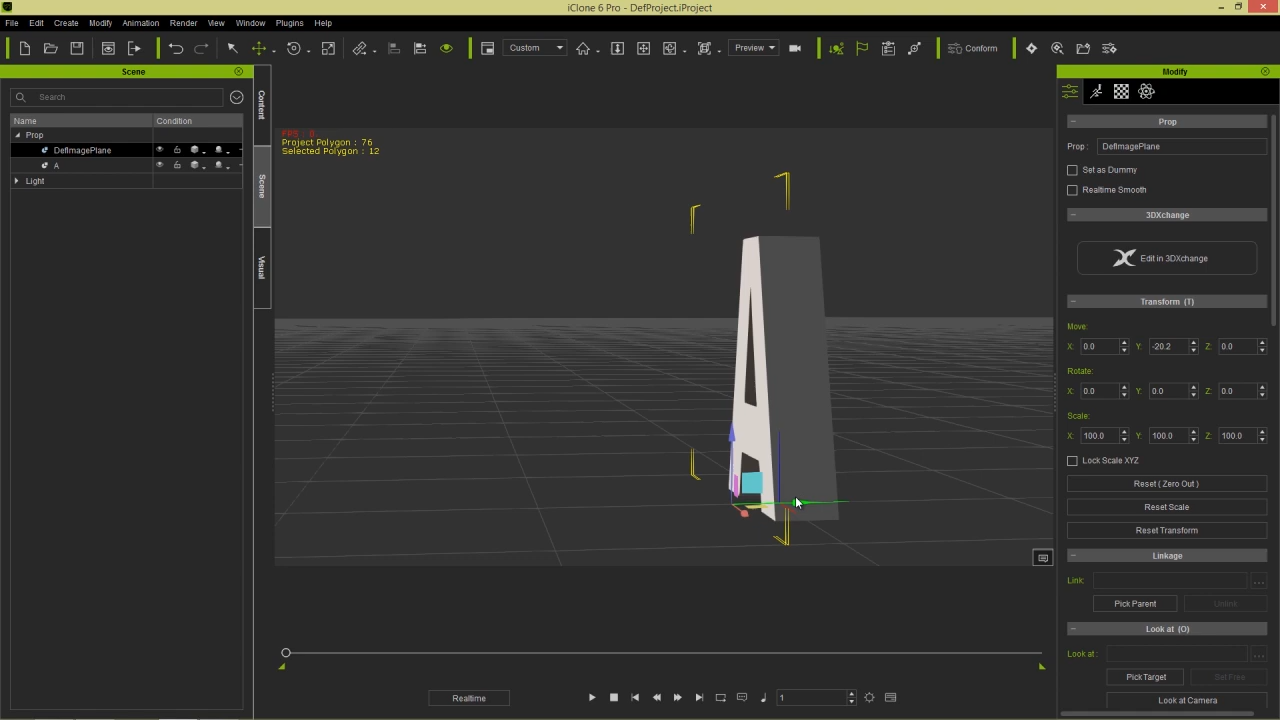 iClone 6 Pro - DefProject.iProject
File Edit Create Modify Animation Render View Window Plugins Help
Custom Preview Conform
Scene
Search
Name Condition
Prop
DefImagePlane
A
Light
Content
Scene
Visual
FPS : 0
Project Polygon : 76
Selected Polygon : 12
Realtime
1
Modify
Prop
Prop : DefImagePlane
Set as Dummy
Realtime Smooth
3DXchange
Edit in 3DXchange
Transform (T)
Move:
X: 0.0 Y: -20.2 Z: 0.0
Rotate:
X: 0.0 Y: 0.0 Z: 0.0
Scale:
X: 100.0 Y: 100.0 Z: 100.0
Lock Scale XYZ
Reset ( Zero Out )
Reset Scale
Reset Transform
Linkage
Link: ...
Pick Parent Unlink
Look at (O)
Look at : ...
Pick Target Set Free
Look at Camera